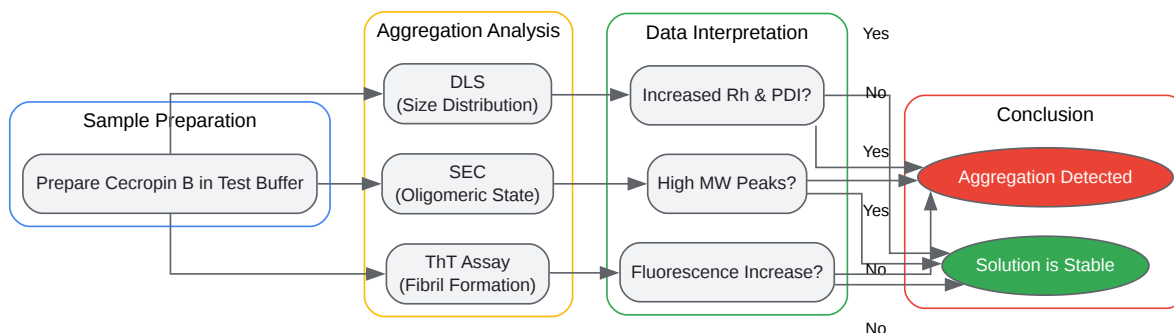 Sample Preparation
Prepare Cecropin B in Test Buffer
Aggregation Analysis
DLS
(Size Distribution)
SEC
(Oligomeric State)
ThT Assay
(Fibril Formation)
Data Interpretation
Increased Rh & PDI?
High MW Peaks?
Fluorescence Increase?
Yes
No
Yes
Yes
No
No
Conclusion
Aggregation Detected
Solution is Stable